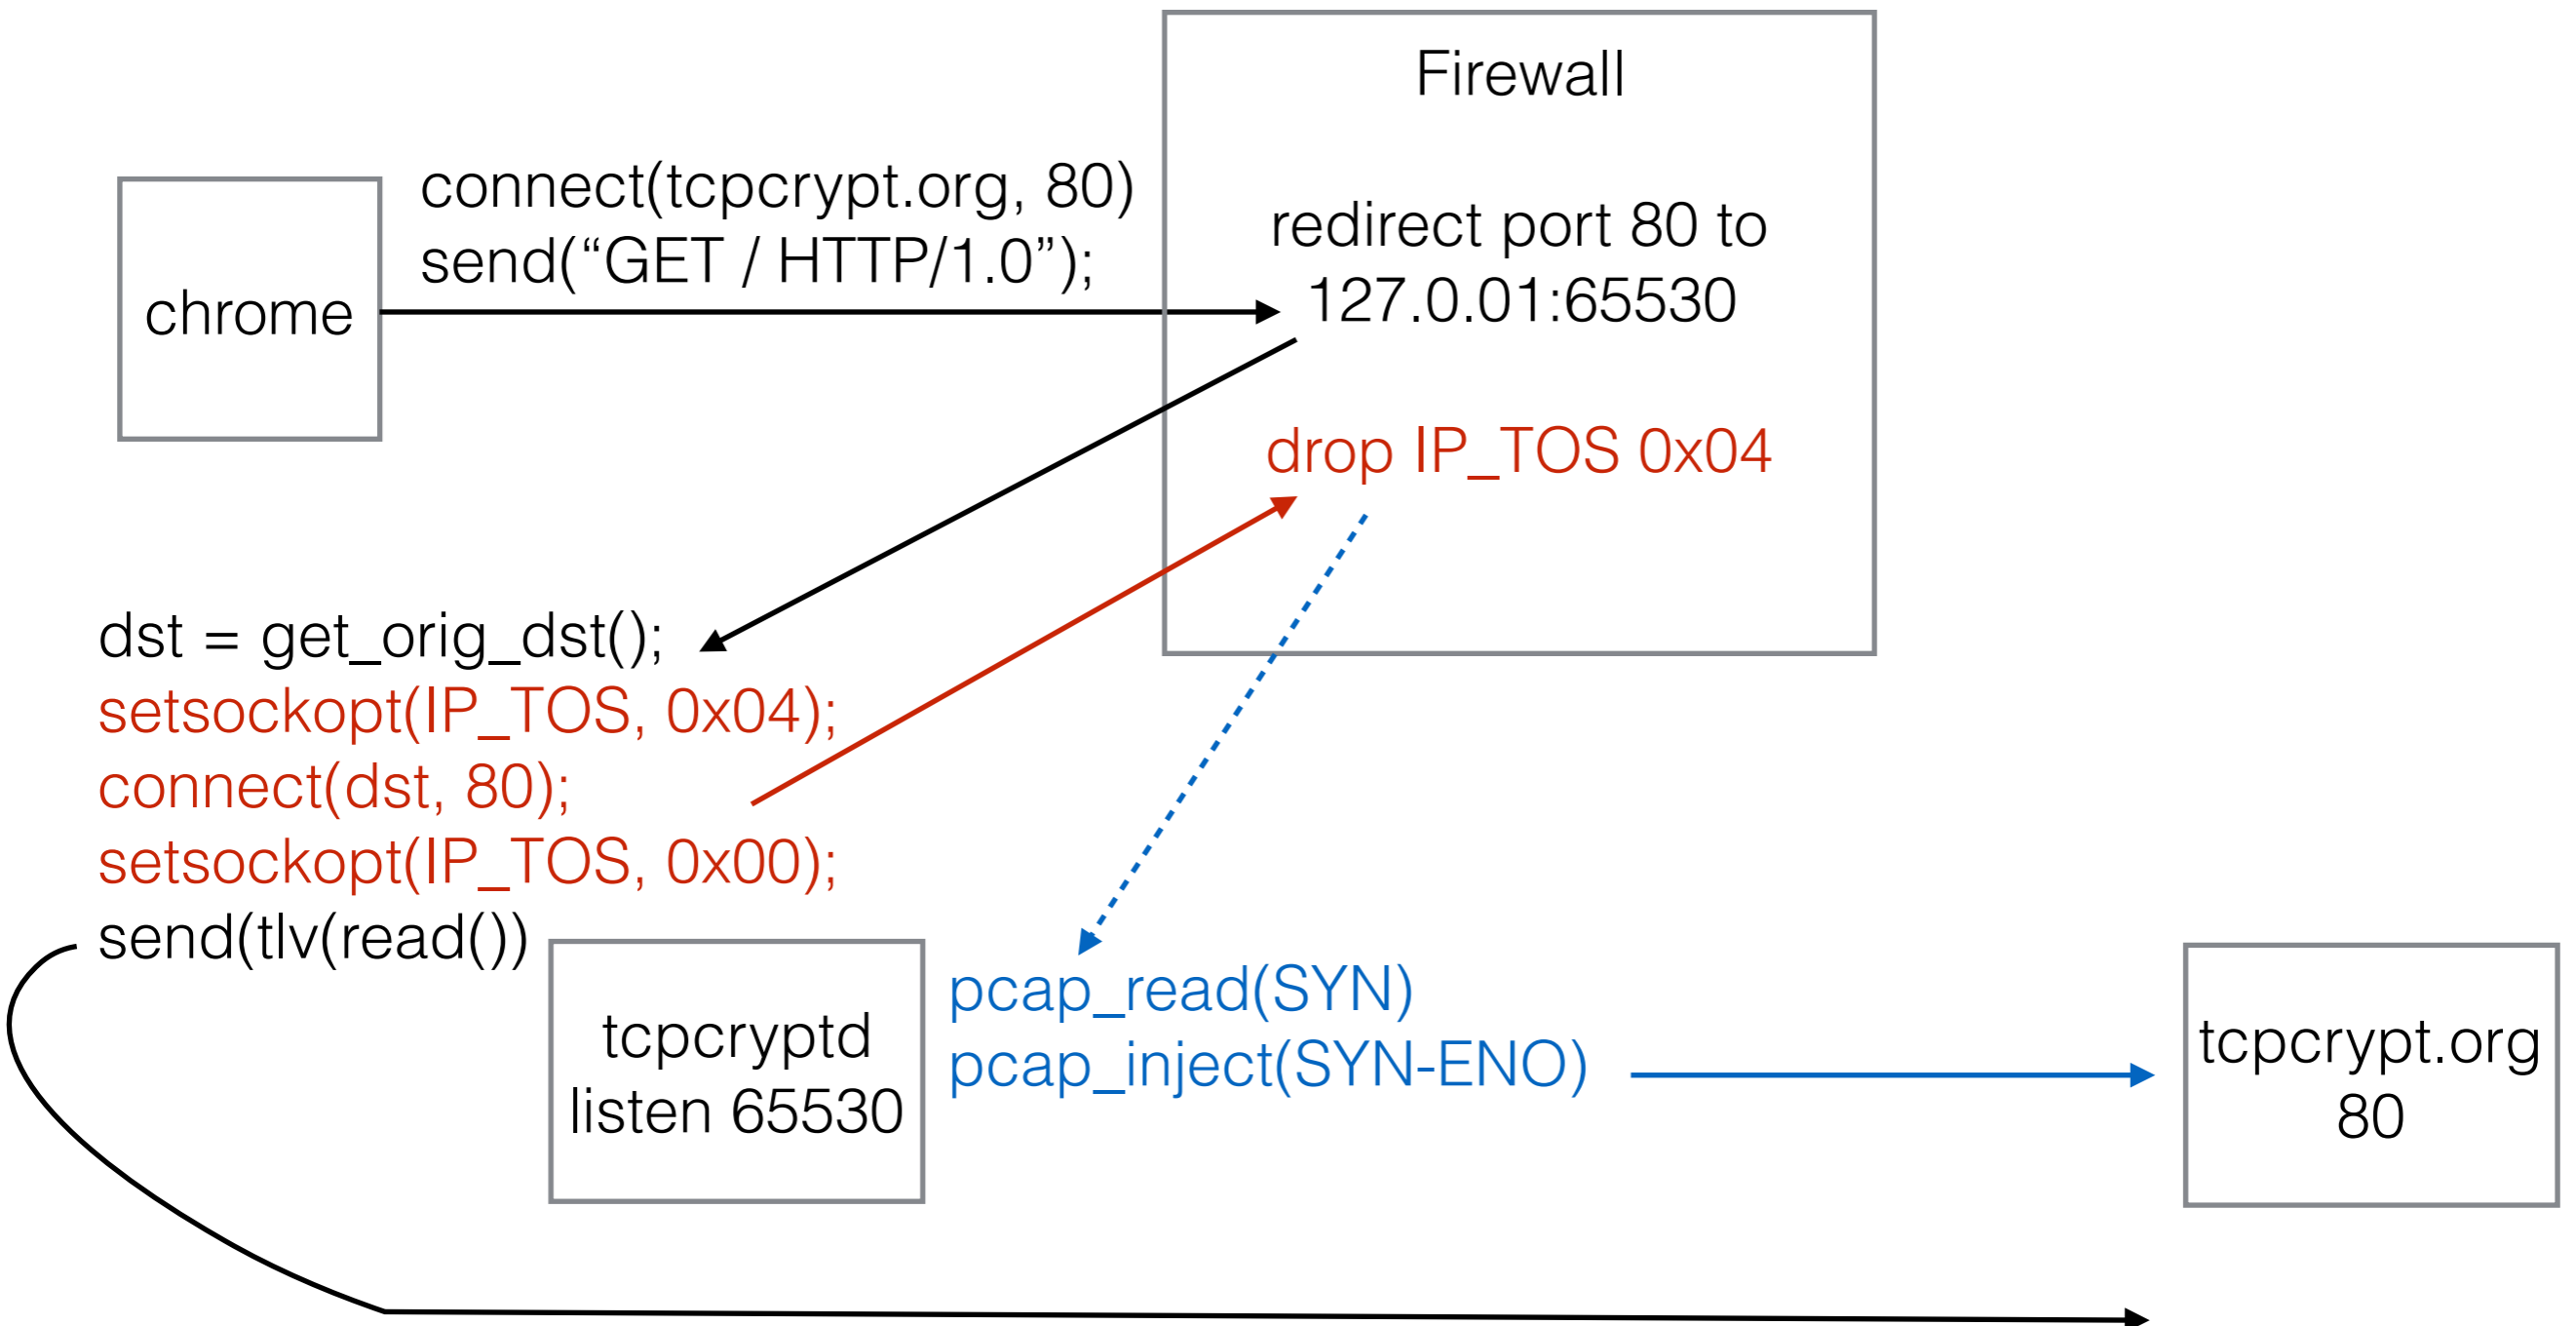 Firewall
redirect port 80 to
127.0.01:65530
drop IP_TOS 0x04
connect(tcpcrypt.org, 80)
send(“GET / HTTP/1.0”);
chrome
dst = get_orig_dst();
setsockopt(IP_TOS, 0x04);
connect(dst, 80);
setsockopt(IP_TOS, 0x00);
send(tlv(read())
tcpcryptd
listen 65530
pcap_read(SYN)
pcap_inject(SYN-ENO)
tcpcrypt.org
80